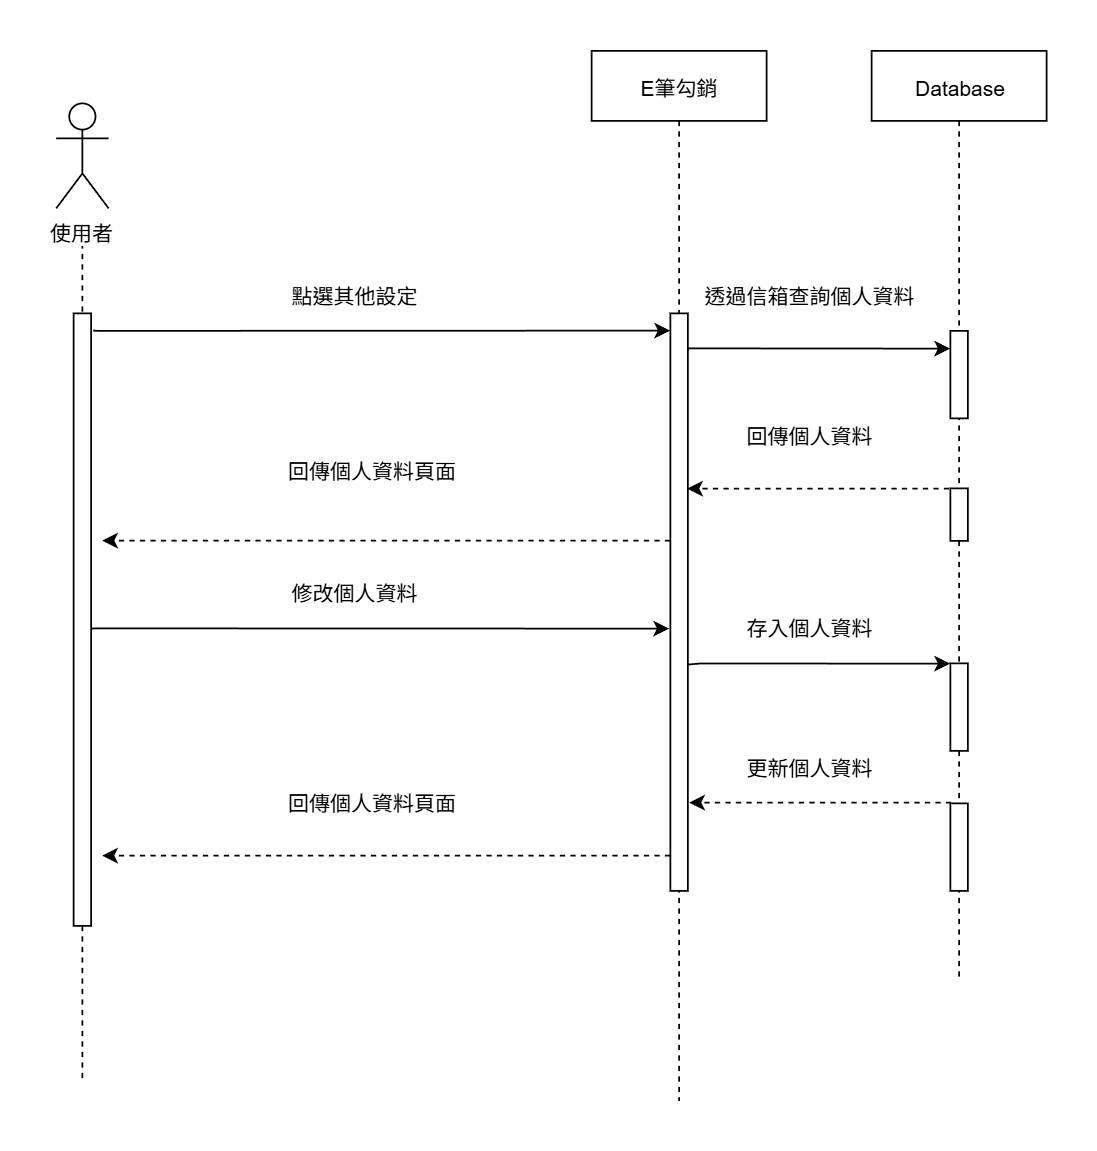 E筆勾銷
Database
使用者
點選其他設定
透過信箱查詢個人資料
回傳個人資料
回傳個人資料頁面
修改個人資料
存入個人資料
更新個人資料
回傳個人資料頁面